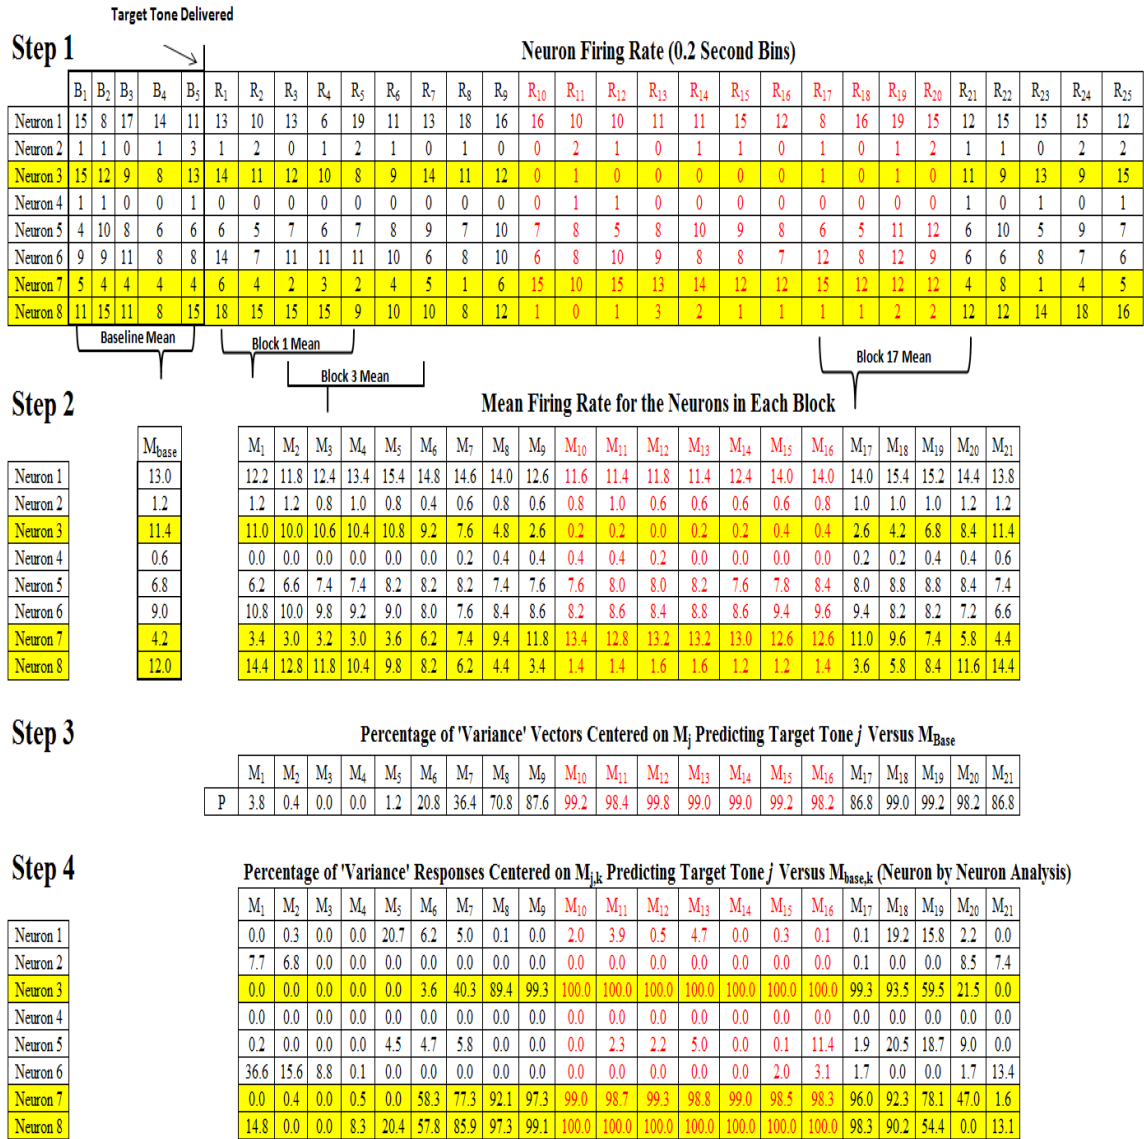 Target Tone Delivered
Step 1
Neuron Firing Rate (0.2 Second Bins)
B1 B2 B3 B4 B5 R1 R2 R3 R4 R5 R6 R7 R8 R9 R10 R11 R12 R13 R14 R15 R16 R17 R18 R19 R20 R21 R22 R23 R24 R25
Neuron 1 15 8 17 14 11 13 10 13 6 19 11 13 18 16 16 10 10 11 11 15 12 8 16 19 15 12 15 15 15 12
Neuron 2 1 1 0 1 3 1 2 0 1 2 1 0 1 0 0 2 1 0 1 1 0 1 0 1 2 1 1 0 2 2
Neuron 3 15 12 9 8 13 14 11 12 10 8 9 14 11 12 0 1 0 0 0 0 0 1 0 1 0 11 9 13 9 15
Neuron 4 1 1 0 0 1 0 0 0 0 0 0 0 0 0 0 1 1 0 0 0 0 0 0 0 0 1 0 1 0 1
Neuron 5 4 10 8 6 6 6 5 7 6 7 8 9 7 10 7 8 5 8 10 9 8 6 5 11 12 6 10 5 9 7
Neuron 6 9 9 11 8 8 14 7 11 11 11 10 6 8 10 6 8 10 9 8 8 7 12 8 12 9 6 6 8 7 6
Neuron 7 5 4 4 4 4 6 4 2 3 2 4 5 1 6 15 10 15 13 14 12 12 15 12 12 12 4 8 1 4 5
Neuron 8 11 15 11 8 15 18 15 15 15 9 10 10 8 12 1 0 1 3 2 1 1 1 1 2 2 12 12 14 18 16
Baseline Mean
Block 1 Mean
Block 3 Mean
Block 17 Mean
Step 2
Mean Firing Rate for the Neurons in Each Block
Mbase M1 M2 M3 M4 M5 M6 M7 M8 M9 M10 M11 M12 M13 M14 M15 M16 M17 M18 M19 M20 M21
Neuron 1 13.0 12.2 11.8 12.4 13.4 15.4 14.8 14.6 14.0 12.6 11.6 11.4 11.8 11.4 12.4 14.0 14.0 14.0 15.4 15.2 14.4 13.8
Neuron 2 1.2 1.2 1.2 0.8 1.0 0.8 0.4 0.6 0.8 0.6 0.8 1.0 0.6 0.6 0.6 0.6 0.8 1.0 1.0 1.0 1.2 1.2
Neuron 3 11.4 11.0 10.0 10.6 10.4 10.8 9.2 7.6 4.8 2.6 0.2 0.2 0.0 0.2 0.2 0.4 0.4 2.6 4.2 6.8 8.4 11.4
Neuron 4 0.6 0.0 0.0 0.0 0.0 0.0 0.0 0.2 0.4 0.4 0.4 0.4 0.2 0.0 0.0 0.0 0.0 0.2 0.2 0.4 0.4 0.6
Neuron 5 6.8 6.2 6.6 7.4 7.4 8.2 8.2 8.2 7.4 7.6 7.6 8.0 8.0 8.2 7.6 7.8 8.4 8.0 8.8 8.8 8.4 7.4
Neuron 6 9.0 10.8 10.0 9.8 9.2 9.0 8.0 7.6 8.4 8.6 8.2 8.6 8.4 8.8 8.6 9.4 9.6 9.4 8.2 8.2 7.2 6.6
Neuron 7 4.2 3.4 3.0 3.2 3.0 3.6 6.2 7.4 9.4 11.8 13.4 12.8 13.2 13.2 13.0 12.6 12.6 11.0 9.6 7.4 5.8 4.4
Neuron 8 12.0 14.4 12.8 11.8 10.4 9.8 8.2 6.2 4.4 3.4 1.4 1.4 1.6 1.6 1.2 1.2 1.4 3.6 5.8 8.4 11.6 14.4
Step 3
Percentage of 'Variance' Vectors Centered on Mj Predicting Target Tone j Versus MBase
M1 M2 M3 M4 M5 M6 M7 M8 M9 M10 M11 M12 M13 M14 M15 M16 M17 M18 M19 M20 M21
P 3.8 0.4 0.0 0.0 1.2 20.8 36.4 70.8 87.6 99.2 98.4 99.8 99.0 99.0 99.2 98.2 86.8 99.0 99.2 98.2 86.8
Step 4
Percentage of 'Variance' Responses Centered on Mj,k Predicting Target Tone j Versus Mbase,k (Neuron by Neuron Analysis)
M1 M2 M3 M4 M5 M6 M7 M8 M9 M10 M11 M12 M13 M14 M15 M16 M17 M18 M19 M20 M21
Neuron 1 0.0 0.3 0.0 0.0 20.7 6.2 5.0 0.1 0.0 2.0 3.9 0.5 4.7 0.0 0.3 0.1 0.1 19.2 15.8 2.2 0.0
Neuron 2 7.7 6.8 0.0 0.0 0.0 0.0 0.0 0.0 0.0 0.0 0.0 0.0 0.0 0.0 0.0 0.0 0.1 0.0 0.0 8.5 7.4
Neuron 3 0.0 0.0 0.0 0.0 0.0 3.6 40.3 89.4 99.3 100.0 100.0 100.0 100.0 100.0 100.0 100.0 99.3 93.5 59.5 21.5 0.0
Neuron 4 0.0 0.0 0.0 0.0 0.0 0.0 0.0 0.0 0.0 0.0 0.0 0.0 0.0 0.0 0.0 0.0 0.0 0.0 0.0 0.0 0.0
Neuron 5 0.2 0.0 0.0 0.0 4.5 4.7 5.8 0.0 0.0 0.0 2.3 2.2 5.0 0.0 0.1 11.4 1.9 20.5 18.7 9.0 0.0
Neuron 6 36.6 15.6 8.8 0.1 0.0 0.0 0.0 0.0 0.0 0.0 0.0 0.0 0.0 0.0 2.0 3.1 1.7 0.0 0.0 1.7 13.4
Neuron 7 0.0 0.4 0.0 0.5 0.0 58.3 77.3 92.1 97.3 99.0 98.7 99.3 98.8 99.0 98.5 98.3 96.0 92.3 78.1 47.0 1.6
Neuron 8 14.8 0.0 0.0 8.3 20.4 57.8 85.9 97.3 99.1 100.0 100.0 100.0 100.0 100.0 100.0 100.0 98.3 90.2 54.4 0.0 13.1